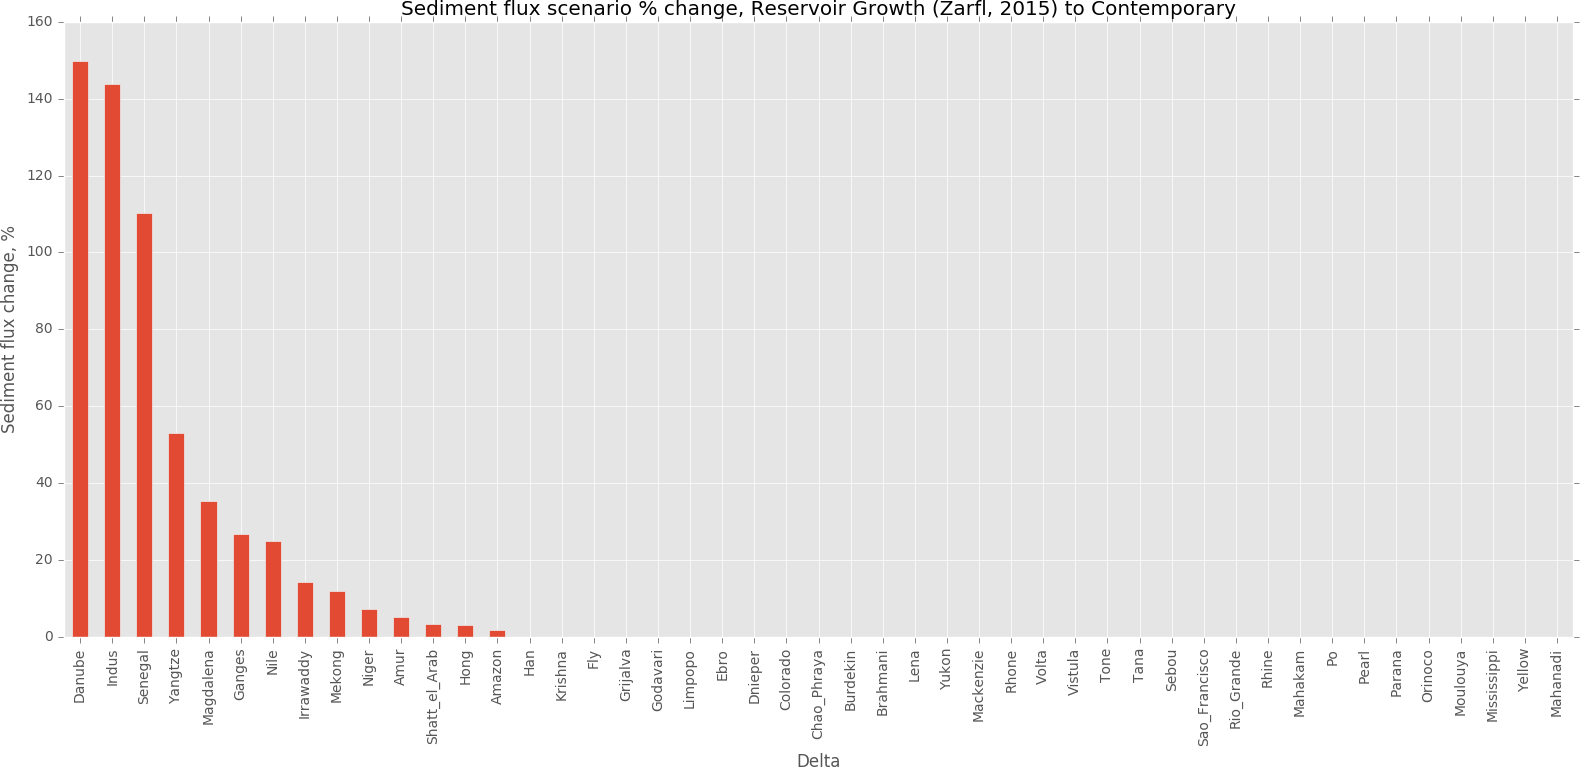 Sediment flux scenario % change, Reservoir Growth (Zarfl, 2015) to Contemporary
Sediment flux change, %
160
140
120
100
80
60
40
20
0
Danube
Indus
Senegal
Yangtze
Magdalena
Ganges
Nile
Irrawaddy
Mekong
Niger
Amur
Shatt_el_Arab
Hong
Amazon
Han
Krishna
Fly
Grijalva
Godavari
Limpopo
Ebro
Dnieper
Colorado
Chao_Phraya
Burdekin
Brahmani
Lena
Yukon
Mackenzie
Rhone
Volta
Vistula
Tone
Tana
Sebou
Sao_Francisco
Rio_Grande
Rhine
Mahakam
Po
Pearl
Parana
Orinoco
Moulouya
Mississippi
Yellow
Mahanadi
Delta